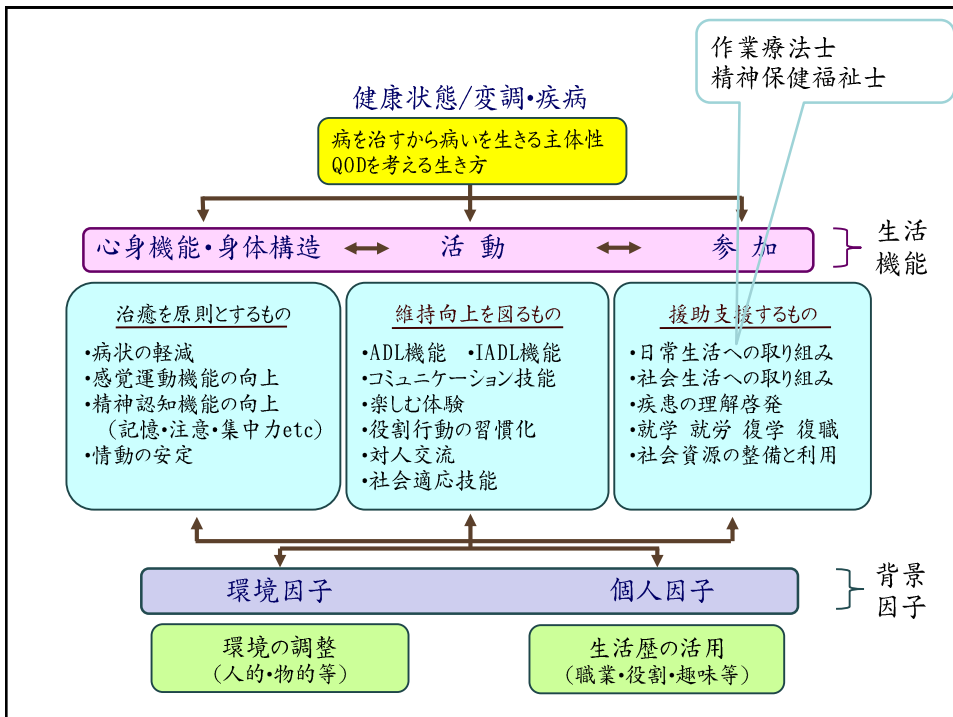 作業療法士
精神保健福祉士
健康状態/変調・疾病
病を治すから病いを生きる主体性
QODを考える生き方
心身機能・身体構造
活 動
参 加
生活
機能
治癒を原則とするもの
・病状の軽減
・感覚運動機能の向上
・精神認知機能の向上
(記憶・注意・集中力etc)
・情動の安定
維持向上を図るもの
・ADL機能 ・IADL機能
・コミュニケーション技能
・楽しむ体験
・役割行動の習慣化
・対人交流
・社会適応技能
援助支援するもの
・日常生活への取り組み
・社会生活への取り組み
・疾患の理解啓発
・就学 就労 復学 復職
・社会資源の整備と利用
環境因子
個人因子
背景
因子
環境の調整
(人的・物的等)
生活歴の活用
(職業・役割・趣味等)